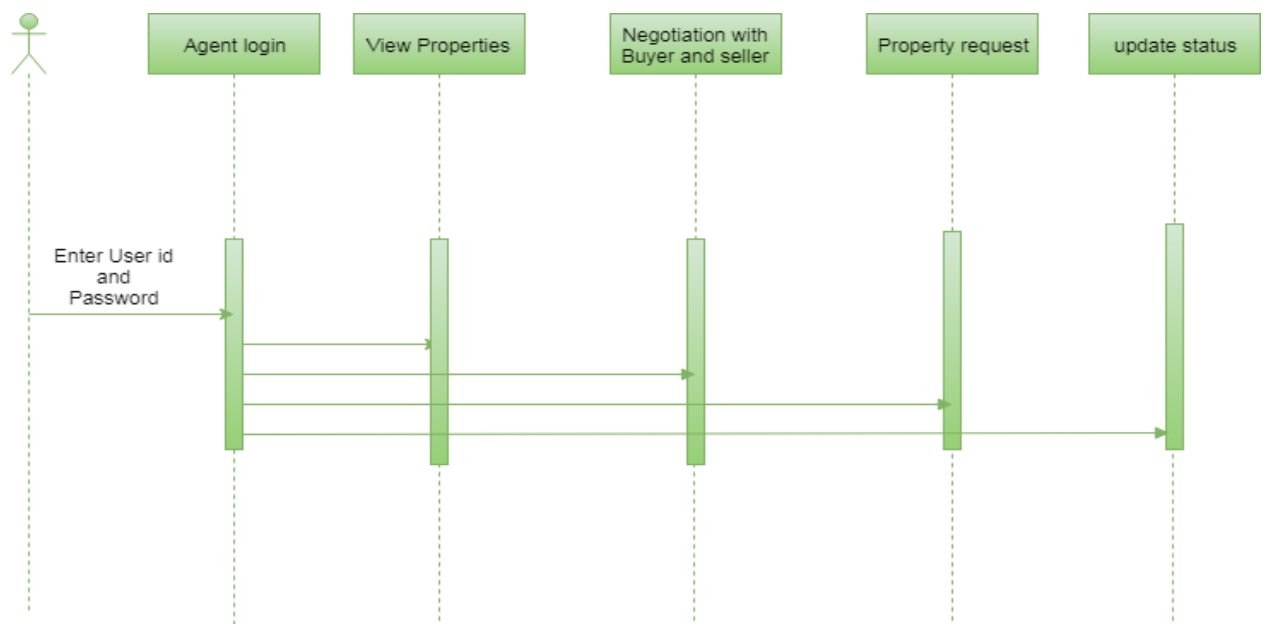 Agent login
View Properties
Negotiation with
Buyer and seller
Property request
update status
Enter User id
and
Password